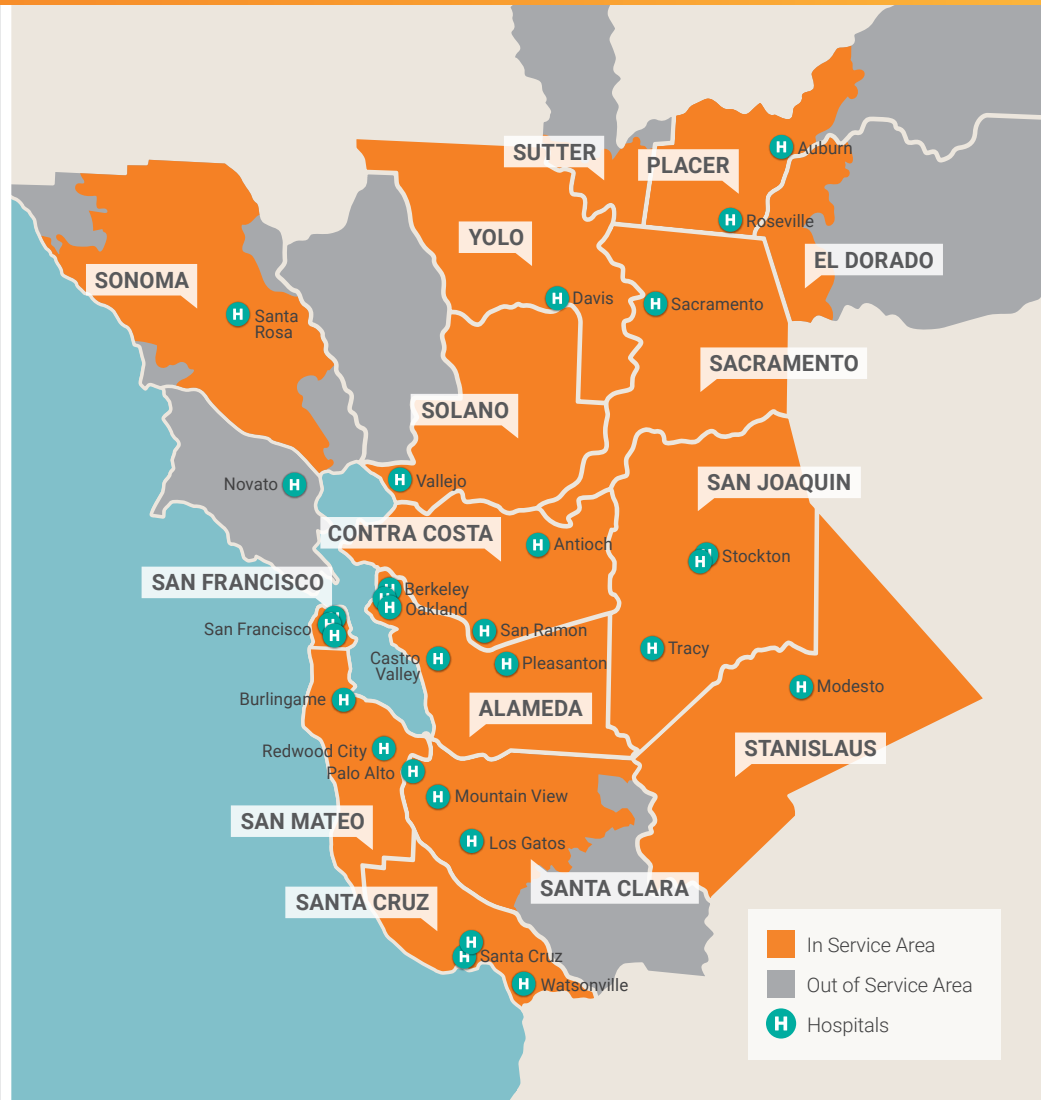 SUTTER
PLACER
H Auburn
H Roseville
YOLO
EL DORADO
SONOMA
H Santa
Rosa
H Davis
H Sacramento
SACRAMENTO
SOLANO
Novato H
H Vallejo
SAN JOAQUIN
CONTRA COSTA
H Antioch
H
H Stockton
SAN FRANCISCO
H Berkeley
H
H Oakland
H
San Francisco H
H
H San Ramon
Castro
Valley H
H Pleasanton
H Tracy
H Modesto
Burlingame H
ALAMEDA
Redwood City H
STANISLAUS
Palo Alto H
H Mountain View
SAN MATEO
H Los Gatos
SANTA CLARA
SANTA CRUZ
H
H Santa Cruz
H Watsonville
In Service Area
Out of Service Area
H Hospitals